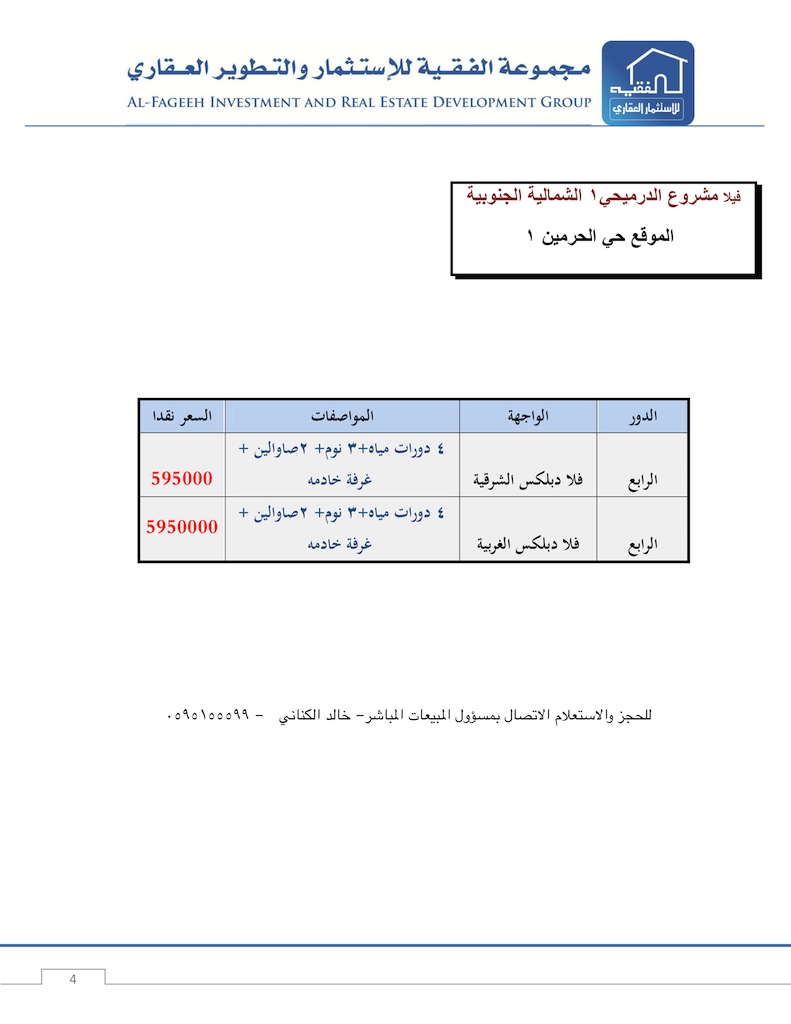 مجموعة الفقية للإستثمار والتطوير العقاري
AL-FAGEEH INVESTMENT AND REAL ESTATE DEVELOPMENT GROUP
الفقيه
للإستثمار العقاري
فيلا مشروع الدرميحي١ الشمالية الجنوبية
الموقع حي الحرمين ١
الدور الواجهة المواصفات السعر نقدا
٤ دورات مياه+٣ نوم+ ٢صاوالين +
الرابع فلا دبلكس الشرقية غرفة خادمه 595000
٤ دورات مياه+٣ نوم+ ٢صاوالين +
الرابع فلا دبلكس الغربية غرفة خادمه 5950000
للحجز والاستعلام الاتصال بمسؤول المبيعات المباشر- خالد الكناني - ٠٥٩٥١٥٥٥٩٩
4